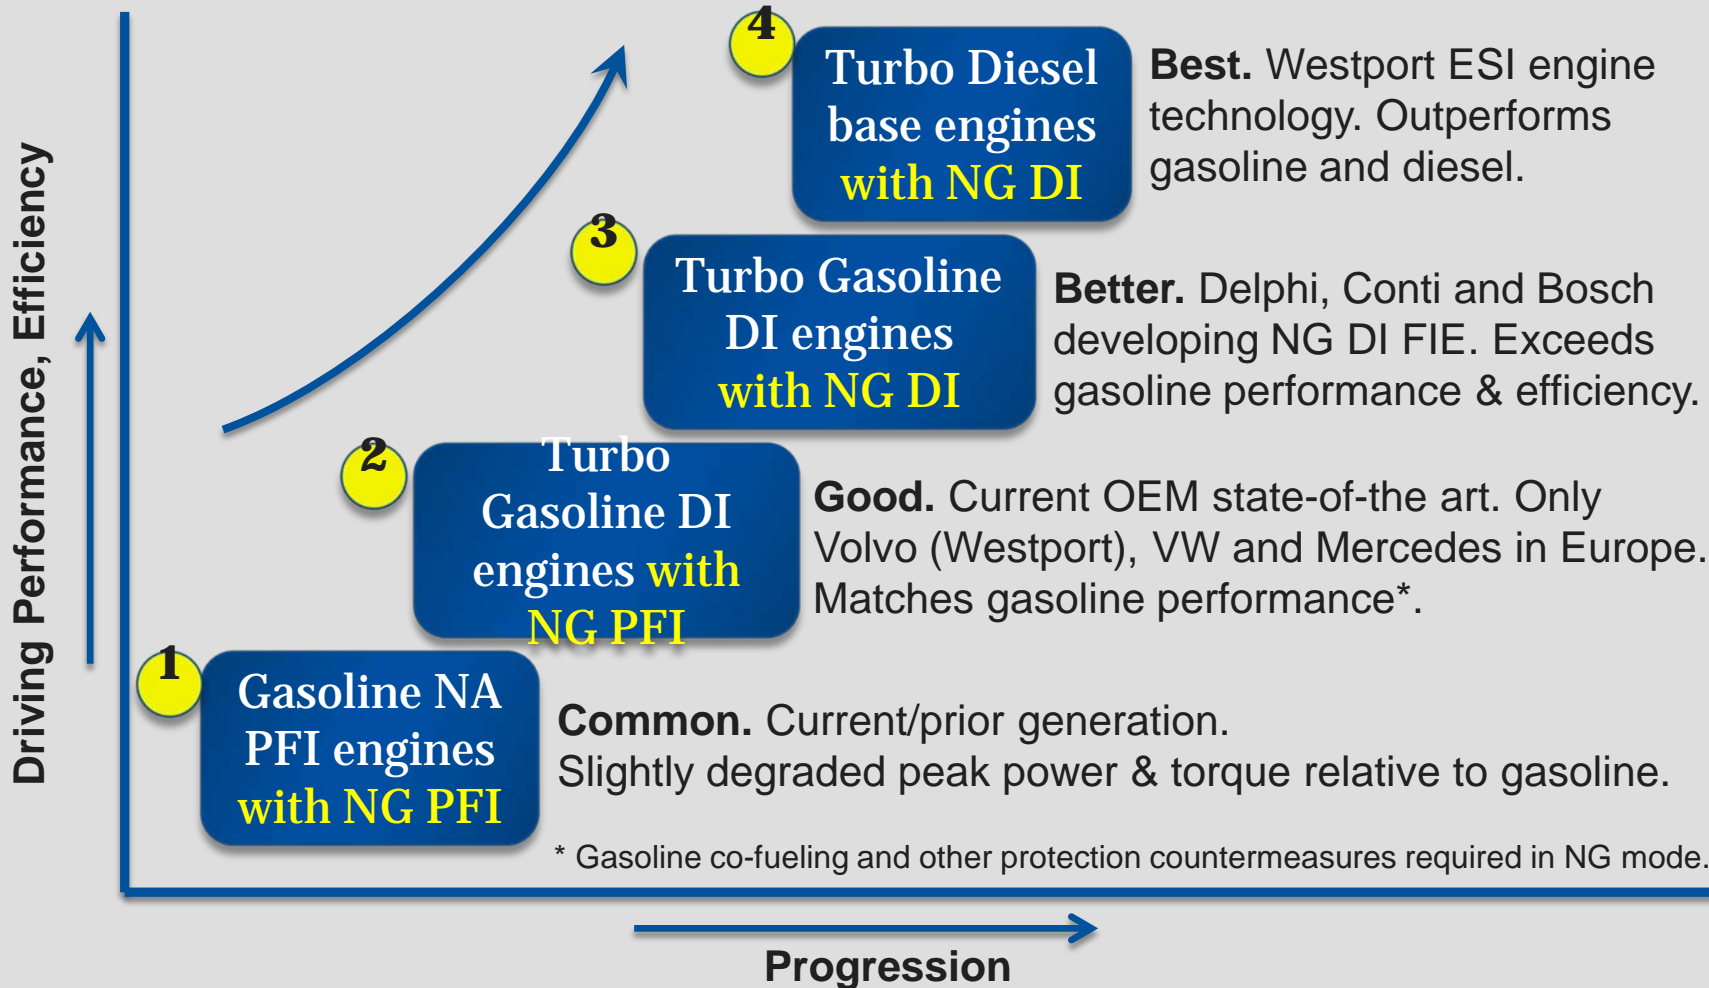 4
Turbo Diesel
base engines
with NG DI
Best. Westport ESI engine
technology. Outperforms
gasoline and diesel.
3
Turbo Gasoline
DI engines
with NG DI
Better. Delphi, Conti and Bosch
developing NG DI FIE. Exceeds
gasoline performance & efficiency.
2
Turbo
Gasoline DI
engines with
NG PFI
Good. Current OEM state-of-the art. Only
Volvo (Westport), VW and Mercedes in Europe.
Matches gasoline performance*.
1
Gasoline NA
PFI engines
with NG PFI
Common. Current/prior generation.
Slightly degraded peak power & torque relative to gasoline.
* Gasoline co-fueling and other protection countermeasures required in NG mode.
Driving Performance, Efficiency
Progression